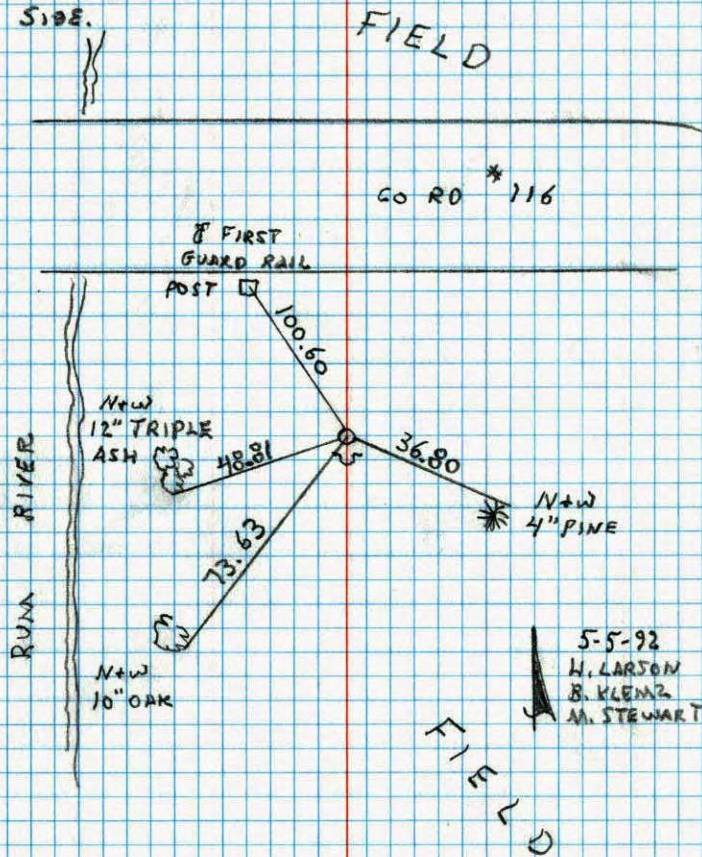 SIDE.
FIELD
CO RD # 116
℄ FIRST
GUARD RAIL
POST
100.60
N+W
12" TRIPLE
ASH
48.81
36.80
N+W
4" PINE
73.63
RUM RIVER
N+W
10" OAK
5-5-92
W. LARSON
B. KLEMZ
M. STEWART
FIELD